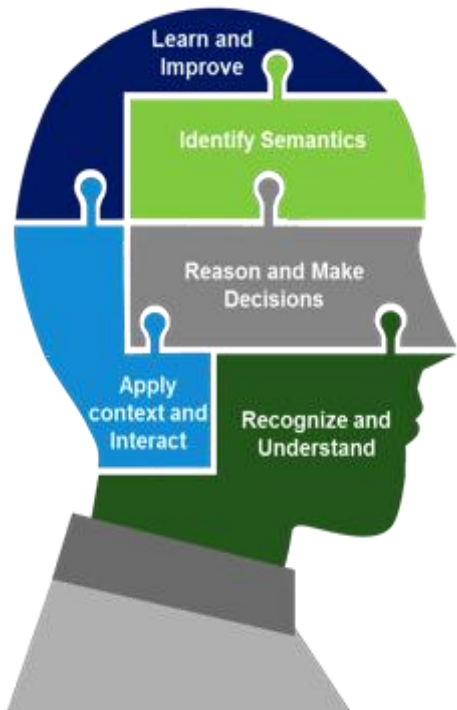 Learn and
Improve
Identify Semantics
Reason and Make
Decisions
Apply
context and
Interact
Recognize and
Understand